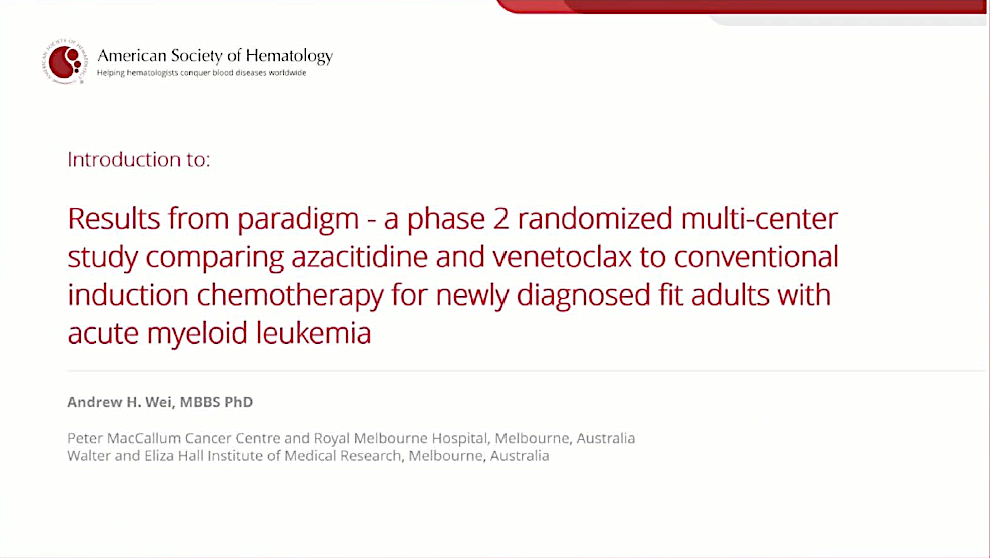 American Society of Hematology
Helping hematologists conquer blood diseases worldwide
Introduction to:
Results from paradigm - a phase 2 randomized multi-center
study comparing azacitidine and venetoclax to conventional
induction chemotherapy for newly diagnosed fit adults with
acute myeloid leukemia
Andrew H. Wei, MBBS PhD
Peter MacCallum Cancer Centre and Royal Melbourne Hospital, Melbourne, Australia
Walter and Eliza Hall Institute of Medical Research, Melbourne, Australia